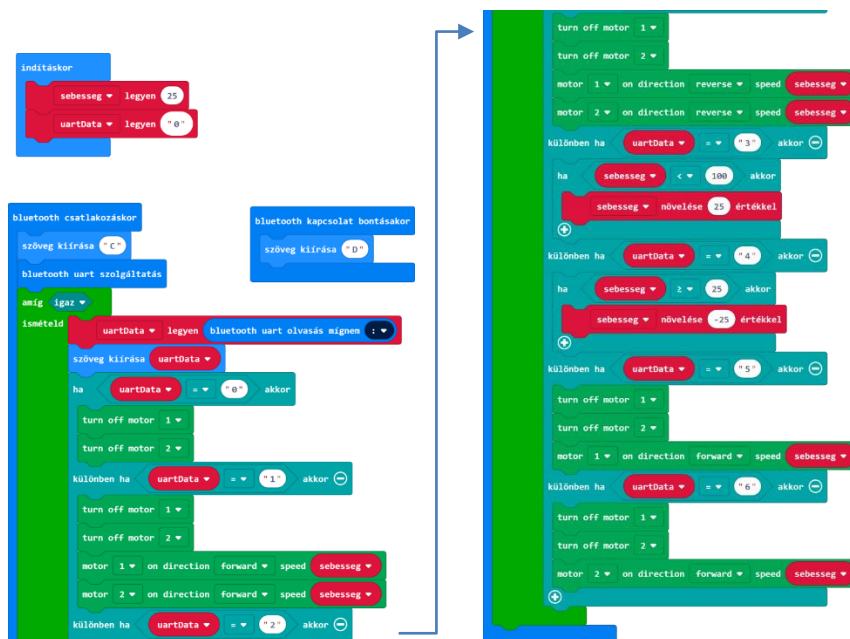 indításkor
sebesseg legyen 25
uartData legyen "0"
bluetooth csatlakozáskor
szöveg kiírása "C"
bluetooth uart szolgáltatás
amíg igaz
ismételd
uartData legyen bluetooth uart olvasás mígnem :
szöveg kiírása uartData
ha uartData = "0" akkor
turn off motor 1
turn off motor 2
különben ha uartData = "1" akkor
turn off motor 1
turn off motor 2
motor 1 on direction forward speed sebesseg
motor 2 on direction forward speed sebesseg
különben ha uartData = "2" akkor
bluetooth kapcsolat bontásakor
szöveg kiírása "D"
turn off motor 1
turn off motor 2
motor 1 on direction reverse speed sebesseg
motor 2 on direction reverse speed sebesseg
különben ha uartData = "3" akkor
ha sebesseg < 100 akkor
sebesseg növelése 25 értékkel
különben ha uartData = "4" akkor
ha sebesseg ≥ 25 akkor
sebesseg növelése -25 értékkel
különben ha uartData = "5" akkor
turn off motor 1
turn off motor 2
motor 1 on direction forward speed sebesseg
különben ha uartData = "6" akkor
turn off motor 1
turn off motor 2
motor 2 on direction forward speed sebesseg